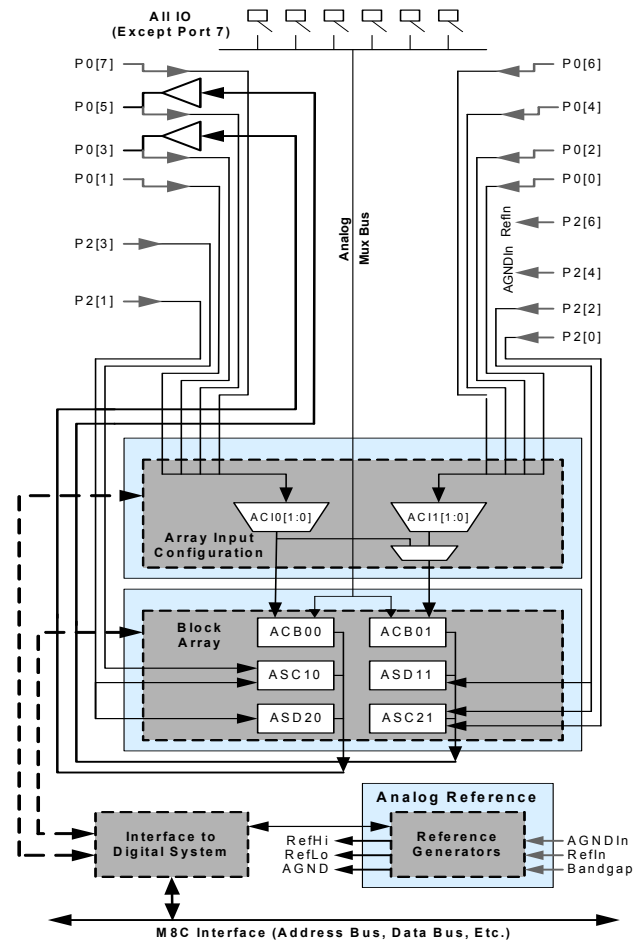 All IO
(Except Port 7)
P0[7]
P0[6]
P0[5]
P0[4]
P0[3]
P0[2]
P0[1]
P0[0]
P2[6]
RefIn
P2[3]
Analog
Mux Bus
P2[4]
AGNDIn
P2[1]
P2[2]
P2[0]
ACI0[1:0]
ACI1[1:0]
Array Input
Configuration
Block
Array
ACB00
ACB01
ASC10
ASD11
ASD20
ASC21
Analog Reference
Interface to
Digital System
RefHi
RefLo
AGND
Reference
Generators
AGNDIn
RefIn
Bandgap
M8C Interface (Address Bus, Data Bus, Etc.)